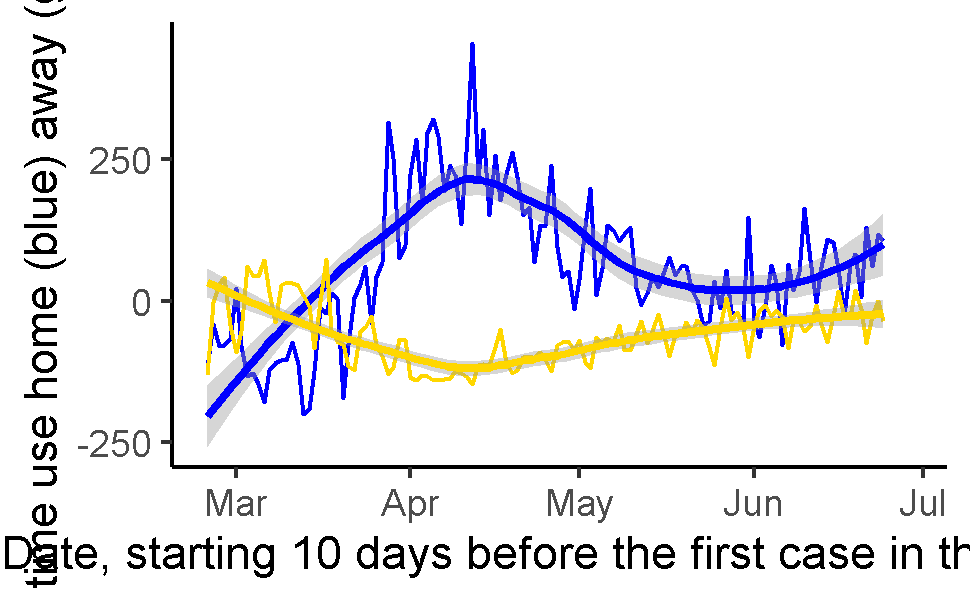 time use home (blue) away (
250
0
-250
Mar Apr May Jun Jul
Date, starting 10 days before the first case in